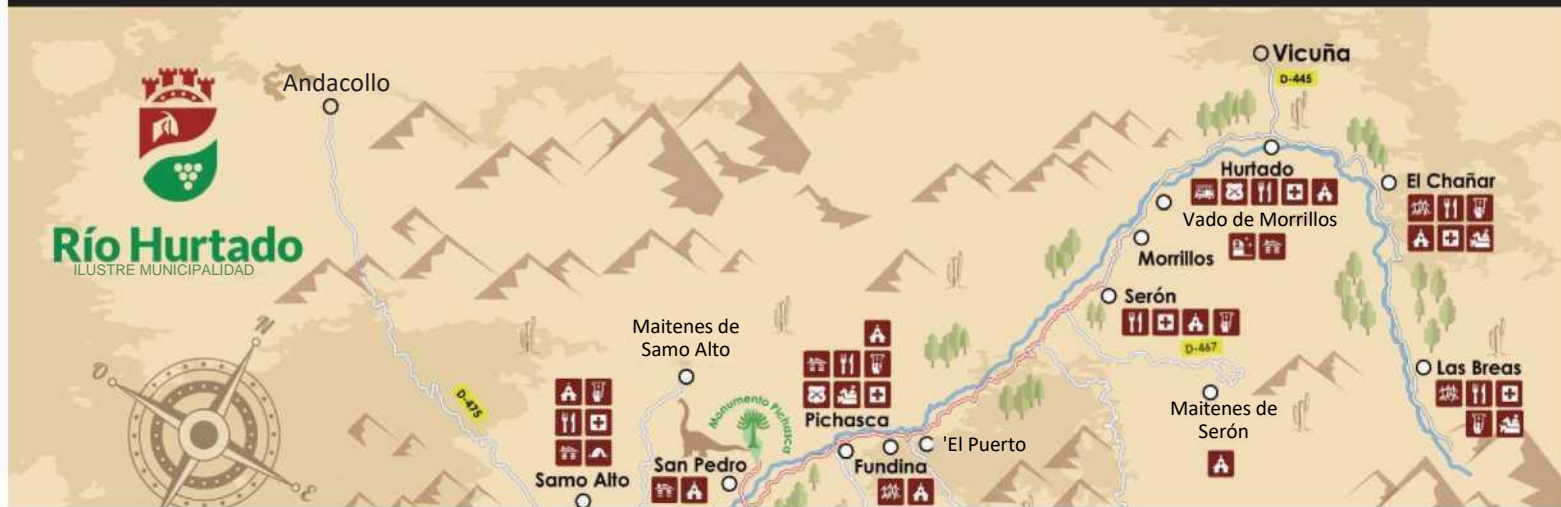 Vicuña
D-445
Andacollo
Río Hurtado
ILUSTRE MUNICIPALIDAD
Hurtado
El Chañar
Vado de Morrillos
Morrillos
Serón
D-467
Maitenes de
Samo Alto
Monumento Pichasca
Pichasca
D-475
Las Breas
Maitenes de
Serón
'El Puerto
Fundina
San Pedro
Samo Alto
N
O
E